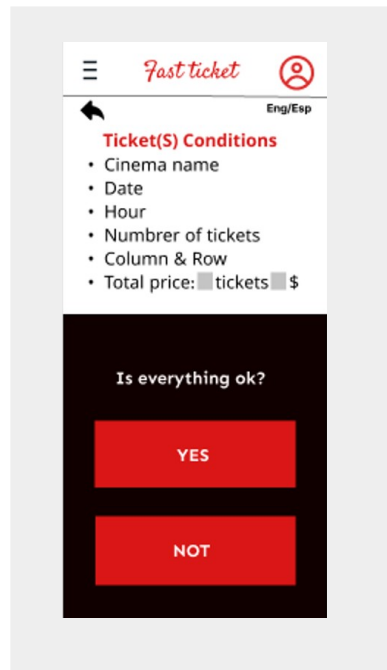 Fast ticket
Eng/Esp
Ticket(S) Conditions
• Cinema name
• Date
• Hour
• Numbrer of tickets
• Column & Row
• Total price: tickets $
Is everything ok?
YES
NOT